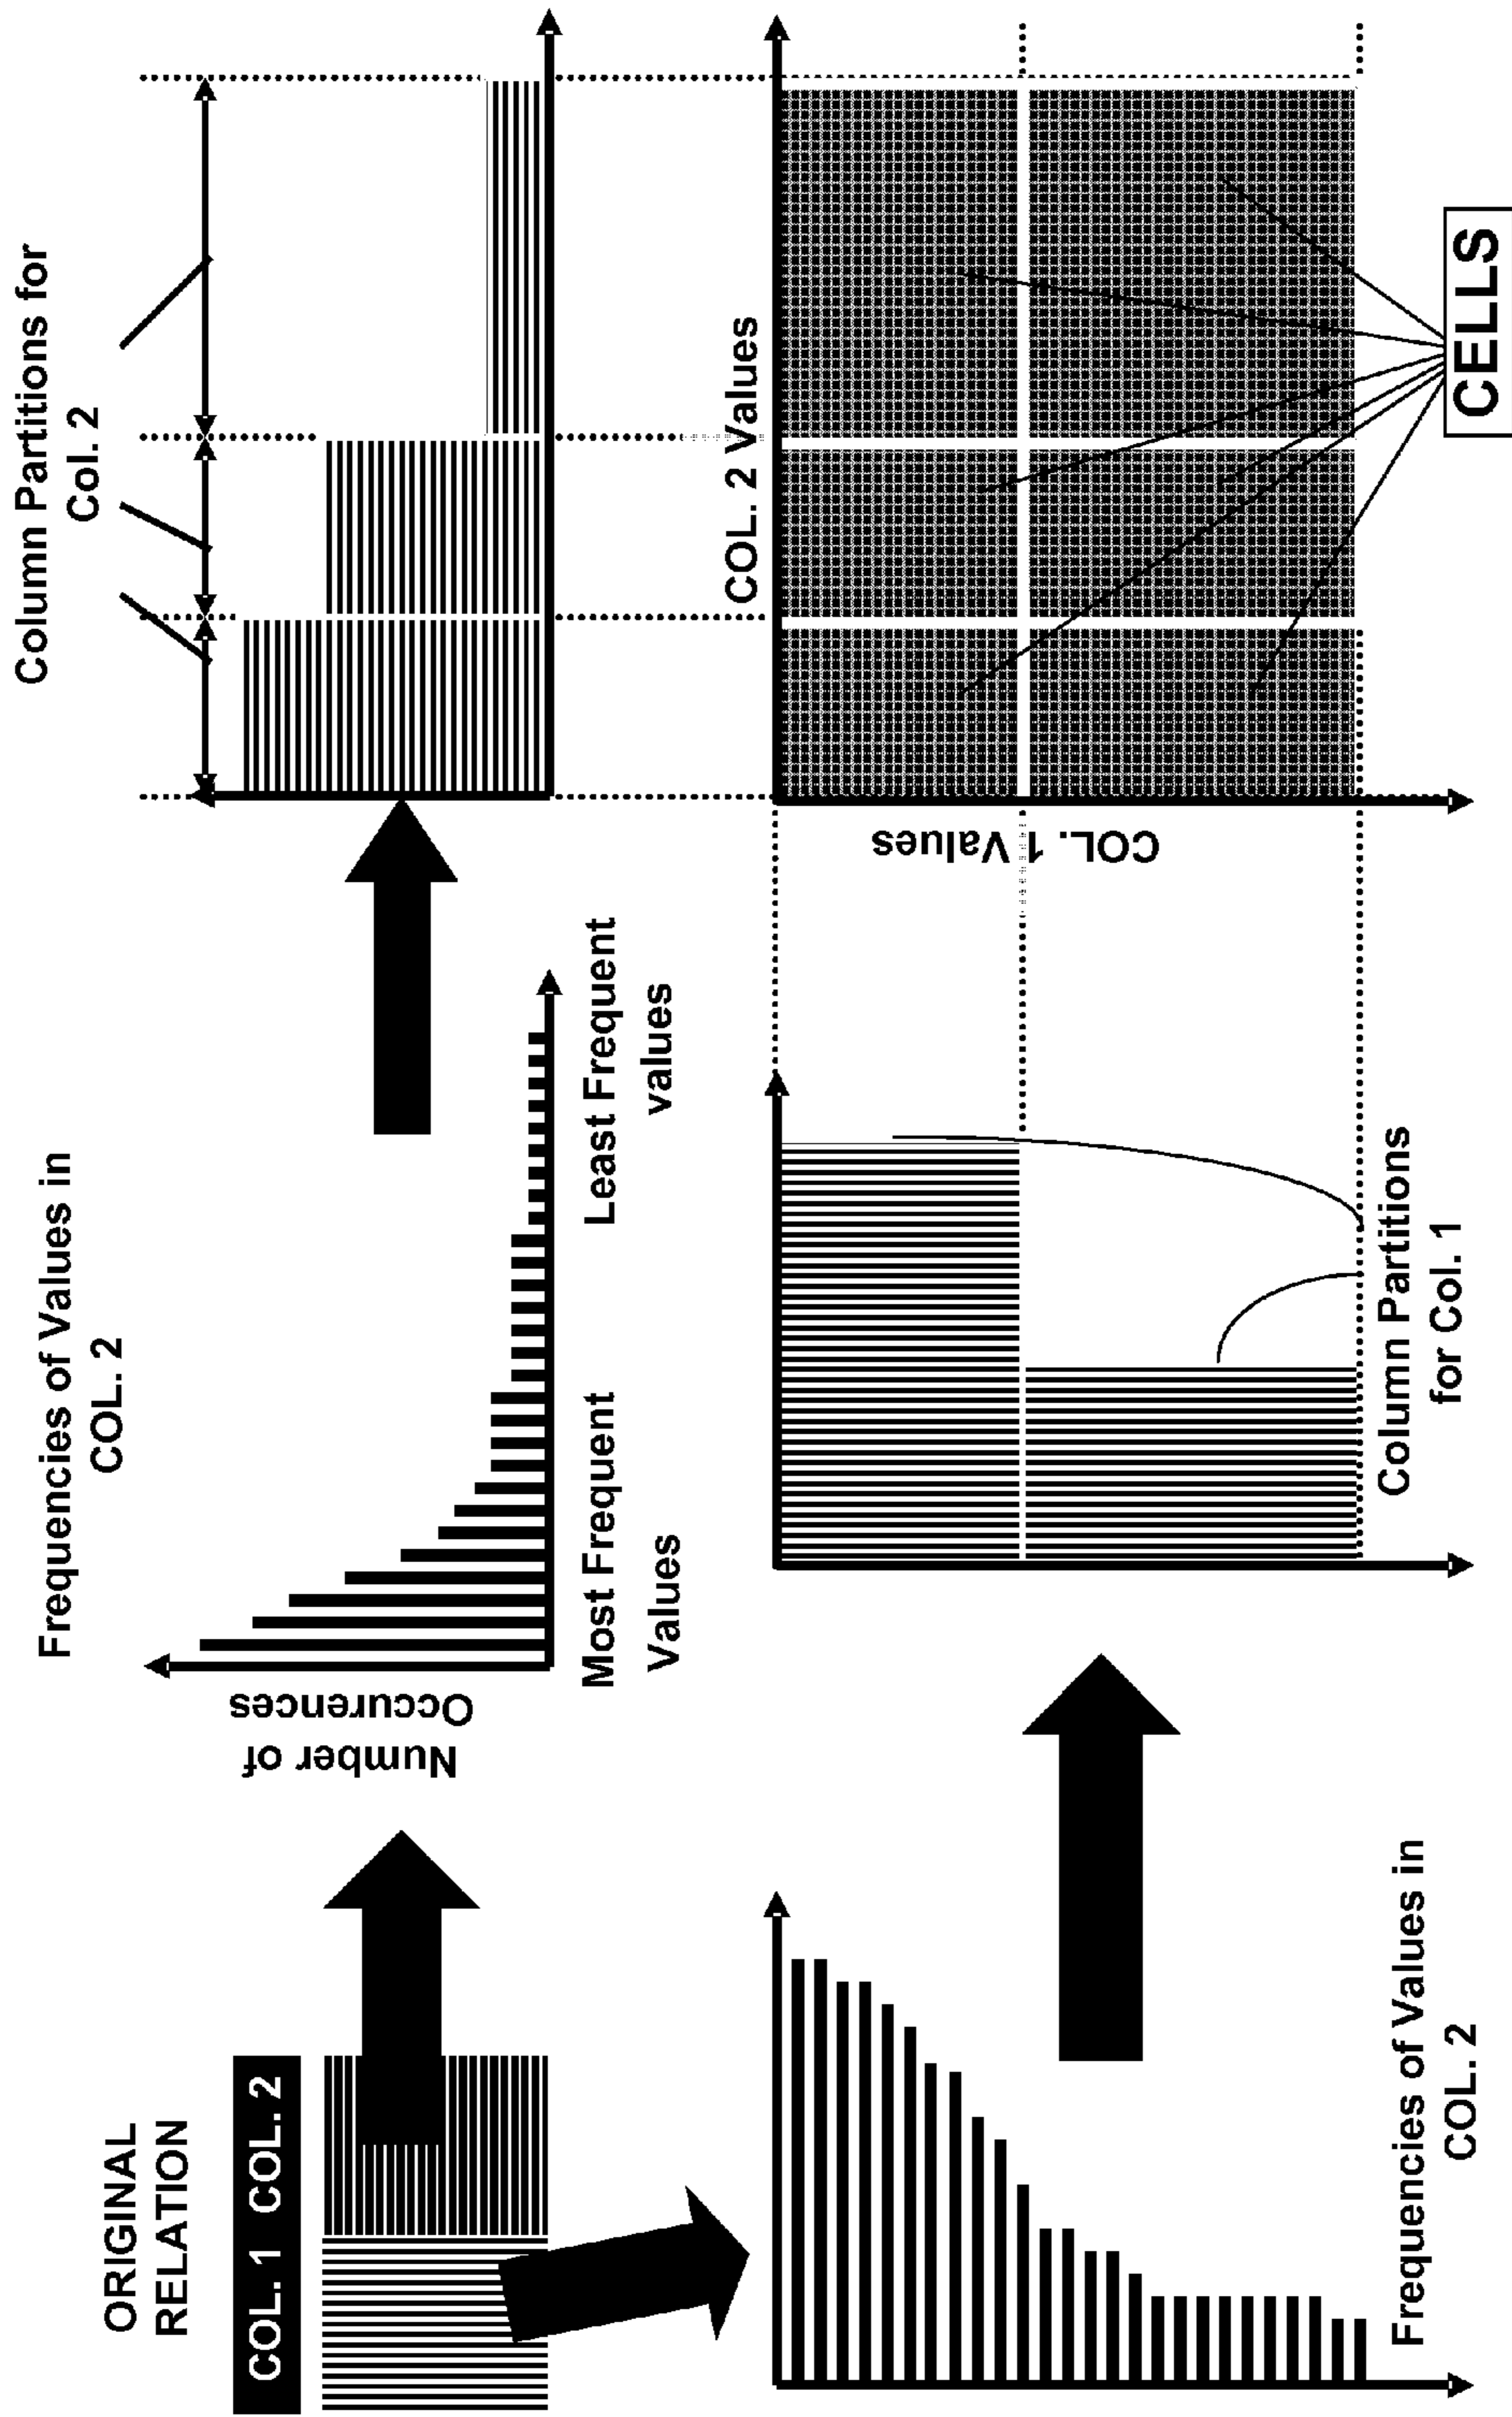 ORIGINAL
RELATION
COL. 1 COL. 2
Frequencies of Values in
COL. 2
Number of
Occurences
Most Frequent
Values
Least Frequent
values
Column Partitions for
Col. 2
Frequencies of Values in
COL. 2
Column Partitions
for Col. 1
COL. 2 Values
COL. 1 Values
CELLS